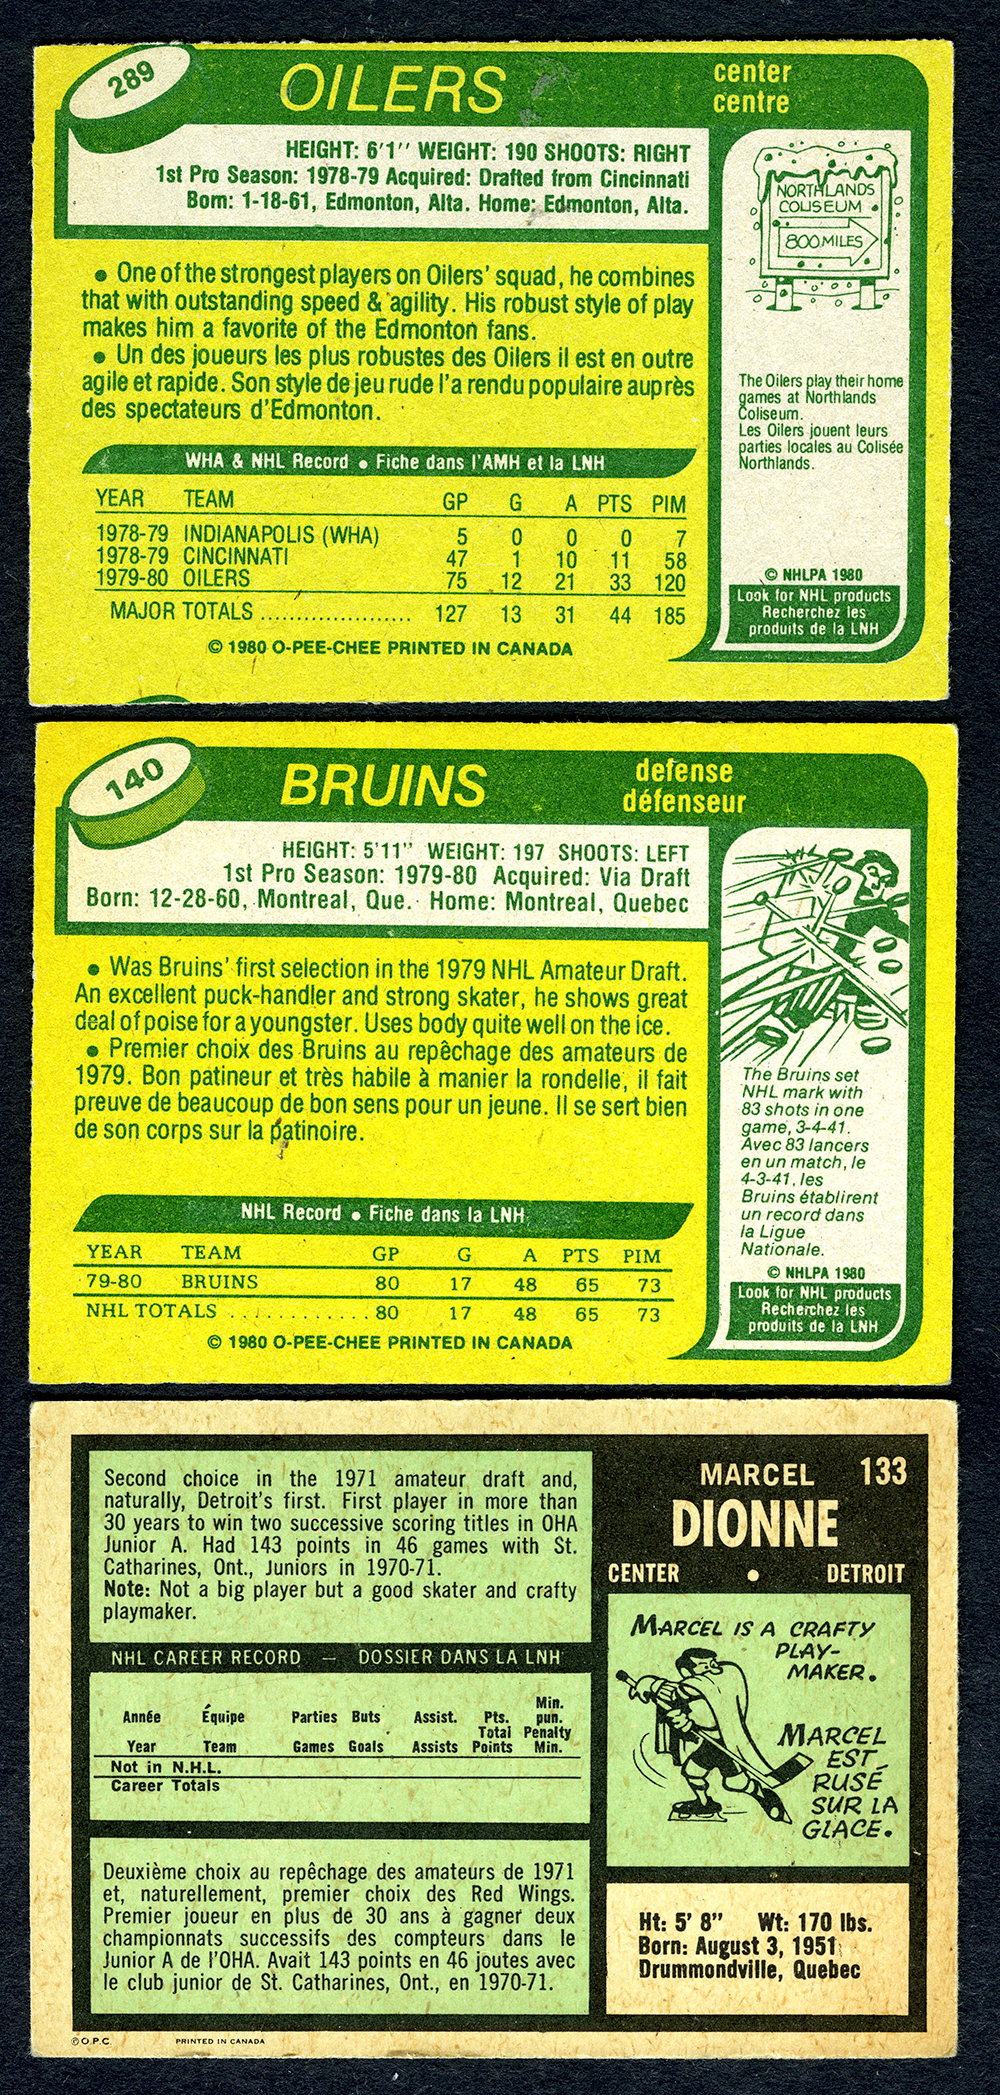 289
OILERS
center
centre
HEIGHT: 6'1'' WEIGHT: 190 SHOOTS: RIGHT
1st Pro Season: 1978-79 Acquired: Drafted from Cincinnati
Born: 1-18-61, Edmonton, Alta. Home: Edmonton, Alta.
● One of the strongest players on Oilers' squad, he combines
that with outstanding speed & agility. His robust style of play
makes him a favorite of the Edmonton fans.
● Un des joueurs les plus robustes des Oilers il est en outre
agile et rapide. Son style de jeu rude l'a rendu populaire auprès
des spectateurs d'Edmonton.
WHA & NHL Record ● Fiche dans l'AMH et la LNH
YEAR TEAM GP G A PTS PIM
1978-79 INDIANAPOLIS (WHA) 5 0 0 0 7
1978-79 CINCINNATI 47 1 10 11 58
1979-80 OILERS 75 12 21 33 120
MAJOR TOTALS .................... 127 13 31 44 185
© 1980 O-PEE-CHEE PRINTED IN CANADA
NORTHLANDS
COLISEUM
800 MILES
The Oilers play their home
games at Northlands
Coliseum.
Les Oilers jouent leurs
parties locales au Colisée
Northlands.
© NHLPA 1980
Look for NHL products
Recherchez les
produits de la LNH
140
BRUINS
defense
défenseur
HEIGHT: 5'11'' WEIGHT: 197 SHOOTS: LEFT
1st Pro Season: 1979-80 Acquired: Via Draft
Born: 12-28-60, Montreal, Que. Home: Montreal, Quebec
● Was Bruins' first selection in the 1979 NHL Amateur Draft.
An excellent puck-handler and strong skater, he shows great
deal of poise for a youngster. Uses body quite well on the ice.
● Premier choix des Bruins au repêchage des amateurs de
1979. Bon patineur et très habile à manier la rondelle, il fait
preuve de beaucoup de bon sens pour un jeune. Il se sert bien
de son corps sur la patinoire.
NHL Record ● Fiche dans la LNH
YEAR TEAM GP G A PTS PIM
79-80 BRUINS 80 17 48 65 73
NHL TOTALS ............ 80 17 48 65 73
© 1980 O-PEE-CHEE PRINTED IN CANADA
The Bruins set
NHL mark with
83 shots in one
game, 3-4-41.
Avec 83 lancers
en un match, le
4-3-41, les
Bruins établirent
un record dans
la Ligue
Nationale.
© NHLPA 1980
Look for NHL products
Recherchez les
produits de la LNH
Second choice in the 1971 amateur draft and,
naturally, Detroit's first. First player in more than
30 years to win two successive scoring titles in OHA
Junior A. Had 143 points in 46 games with St.
Catharines, Ont., Juniors in 1970-71.
Note: Not a big player but a good skater and crafty
playmaker.
NHL CAREER RECORD — DOSSIER DANS LA LNH
Année Équipe Parties Buts Assist. Pts. Min. pun.
Year Team Games Goals Assists Total Points Penalty Min.
Not in N.H.L.
Career Totals
Deuxième choix au repêchage des amateurs de 1971
et, naturellement, premier choix des Red Wings.
Premier joueur en plus de 30 ans à gagner deux
championnats successifs des compteurs dans le
Junior A de l'OHA. Avait 143 points en 46 joutes avec
le club junior de St. Catharines, Ont., en 1970-71.
MARCEL 133
DIONNE
CENTER ● DETROIT
MARCEL IS A CRAFTY
PLAY-
MAKER.
MARCEL
EST
RUSÉ
SUR LA
GLACE.
Ht: 5' 8" Wt: 170 lbs.
Born: August 3, 1951
Drummondville, Quebec
© O.P.C. PRINTED IN CANADA